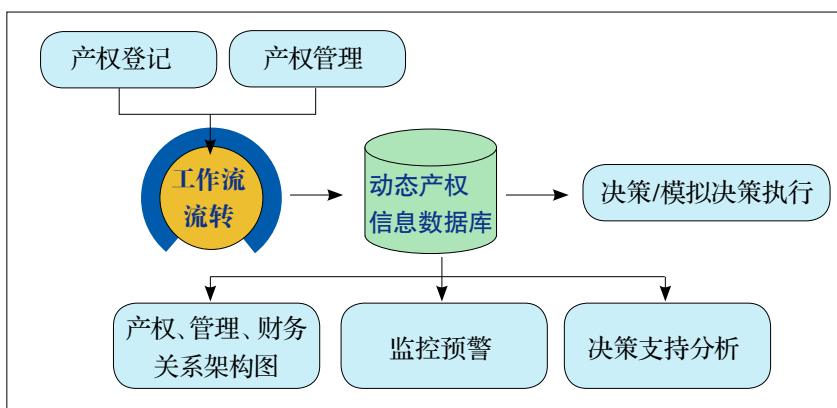 产权登记
产权管理
工作流
流转
动态产权
信息数据库
决策/模拟决策执行
产权、管理、财务
关系架构图
监控预警
决策支持分析